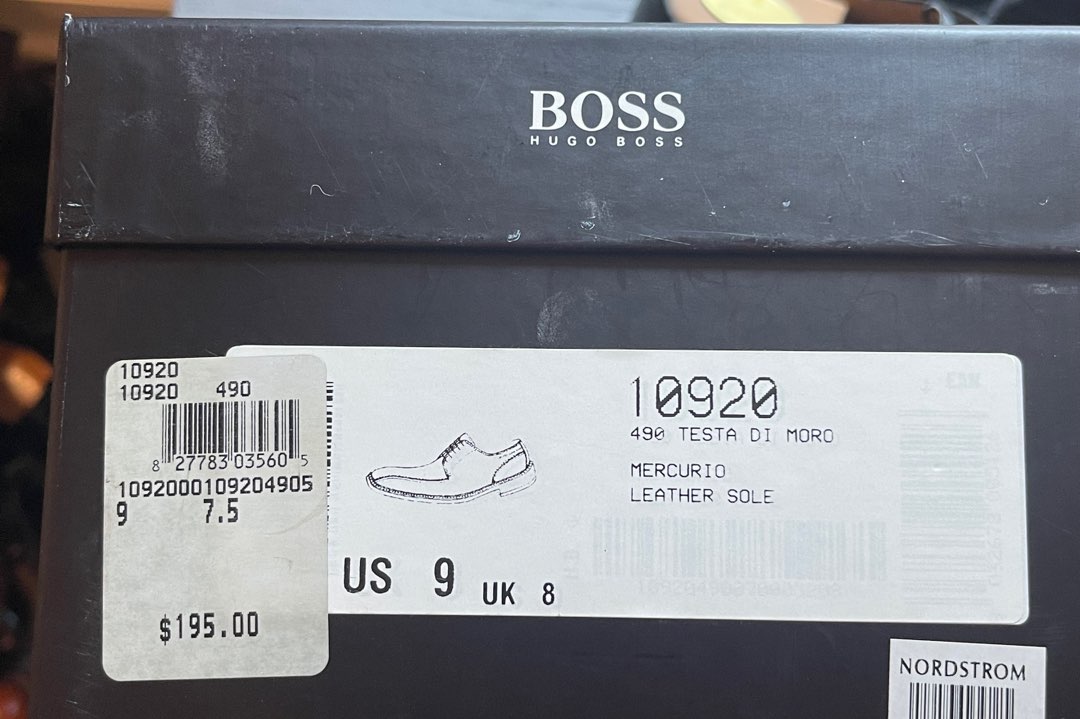 BOSS
HUGO BOSS
10920
10920 490
8 27783 03560 5
1092000109204905
9 7.5
$195.00
US 9 UK 8
10920
490 TESTA DI MORO
MERCURIO
LEATHER SOLE
EAN
NORDSTROM